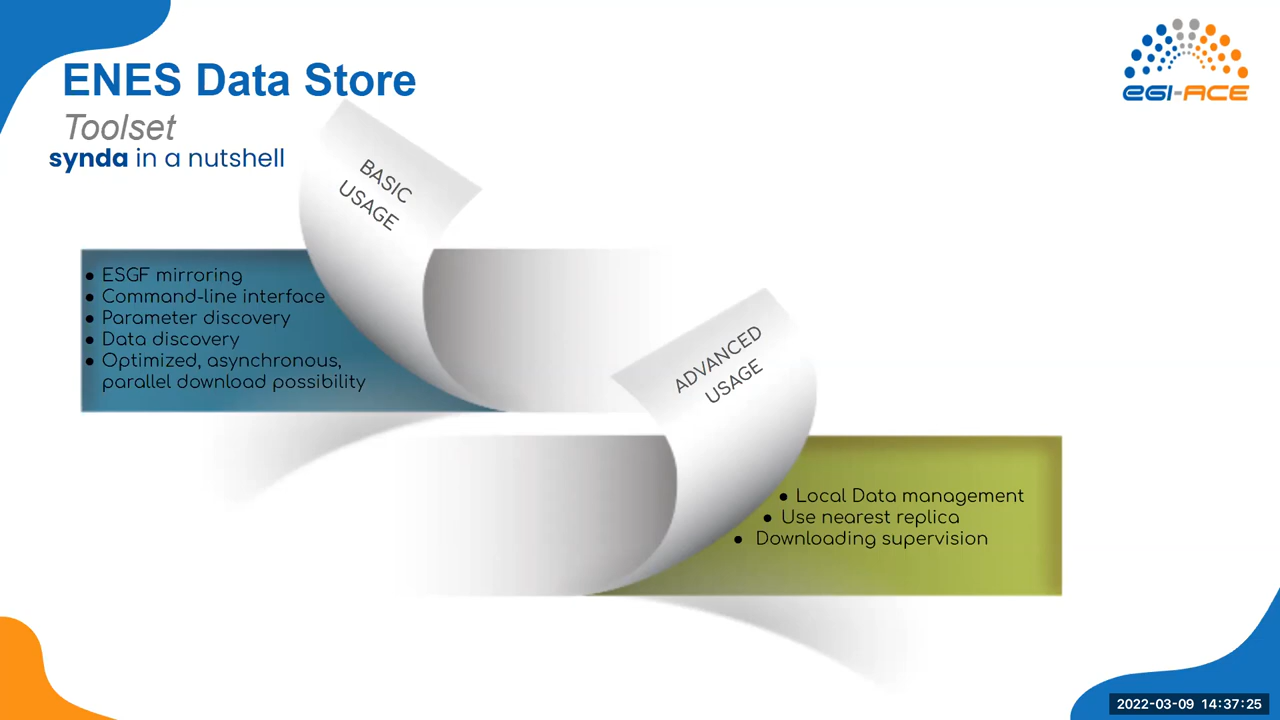 ENES Data Store
Toolset
synda in a nutshell
EGI-ACE
BASIC
USAGE
● ESGF mirroring
● Command-line interface
● Parameter discovery
● Data discovery
● Optimized, asynchronous,
parallel download possibility
ADVANCED
USAGE
● Local Data management
● Use nearest replica
● Downloading supervision
2022-03-09 14:37:25